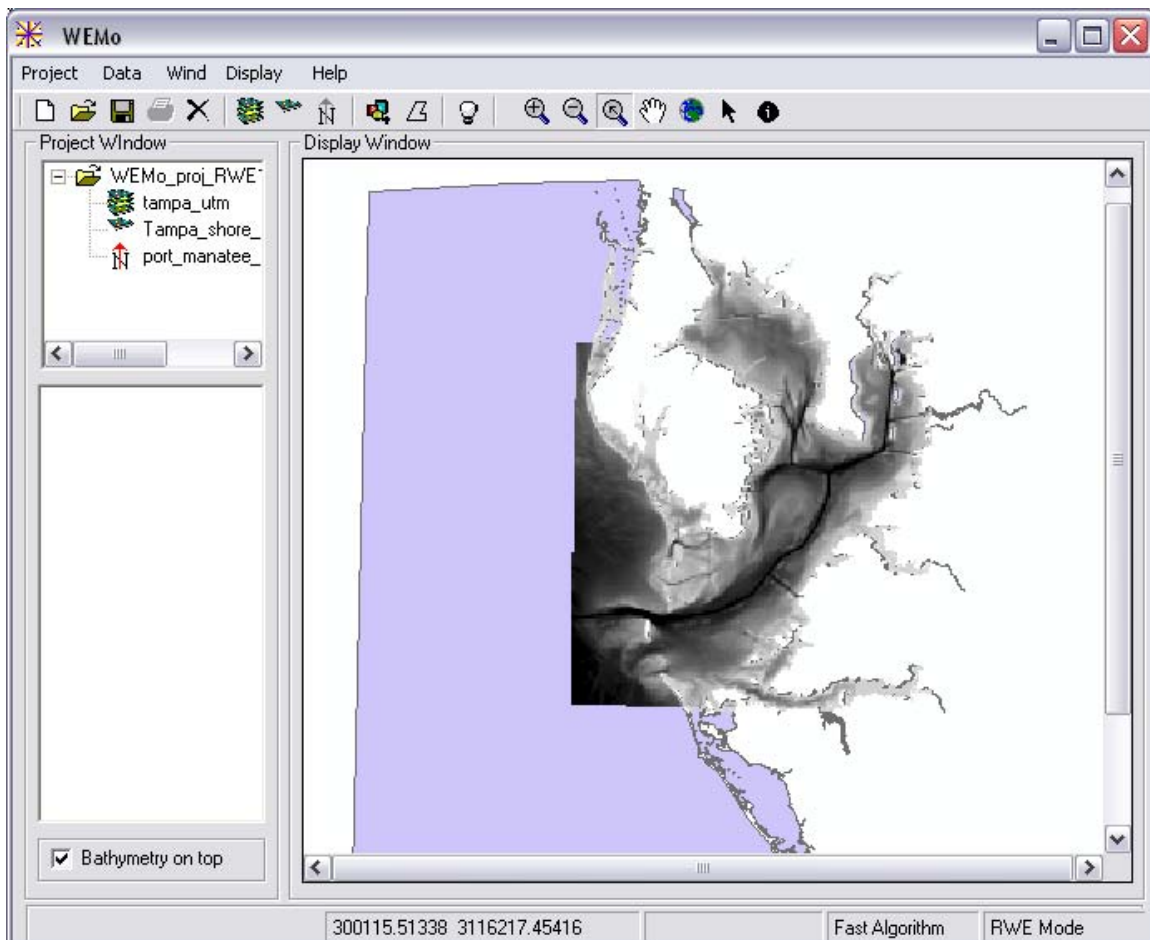 WEMo
Project Data Wind Display Help
Project WIndow
WEMo_proj_RWE
tampa_utm
Tampa_shore_
port_manatee_
Display Window
Bathymetry on top
300115.51338 3116217.45416
Fast Algorithm
RWE Mode